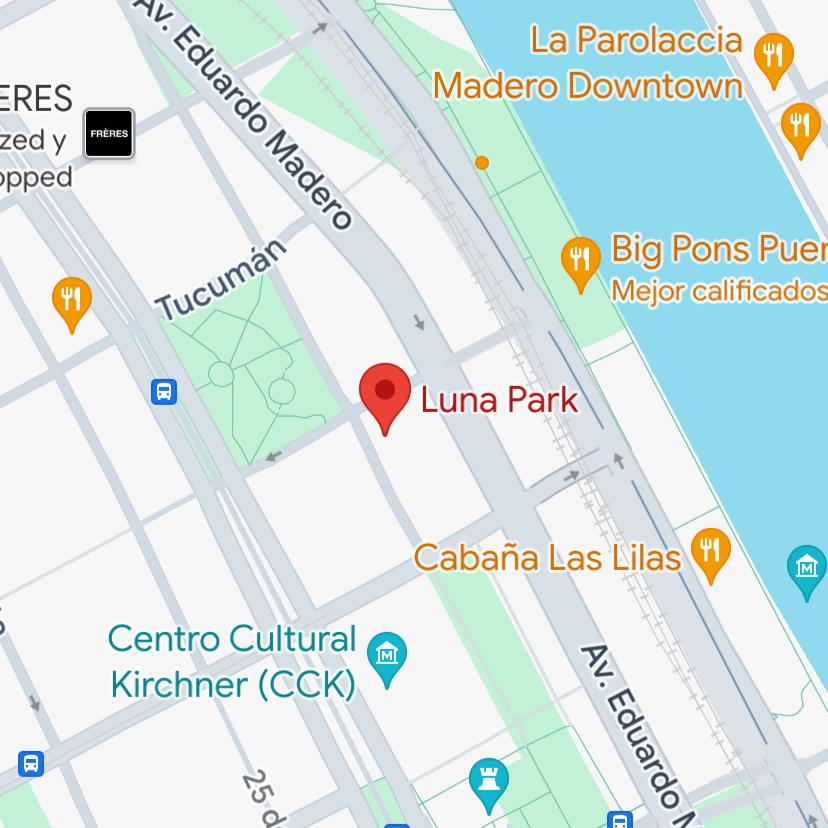 Av. Eduardo Madero
La Parolaccia
Madero Downtown
ERES
zed y
opped
FRÈRES
Tucumán
Big Pons Puer
Mejor calificados
Luna Park
Cabaña Las Lilas
Centro Cultural
Kirchner (CCK)
Av. Eduardo M
25 d